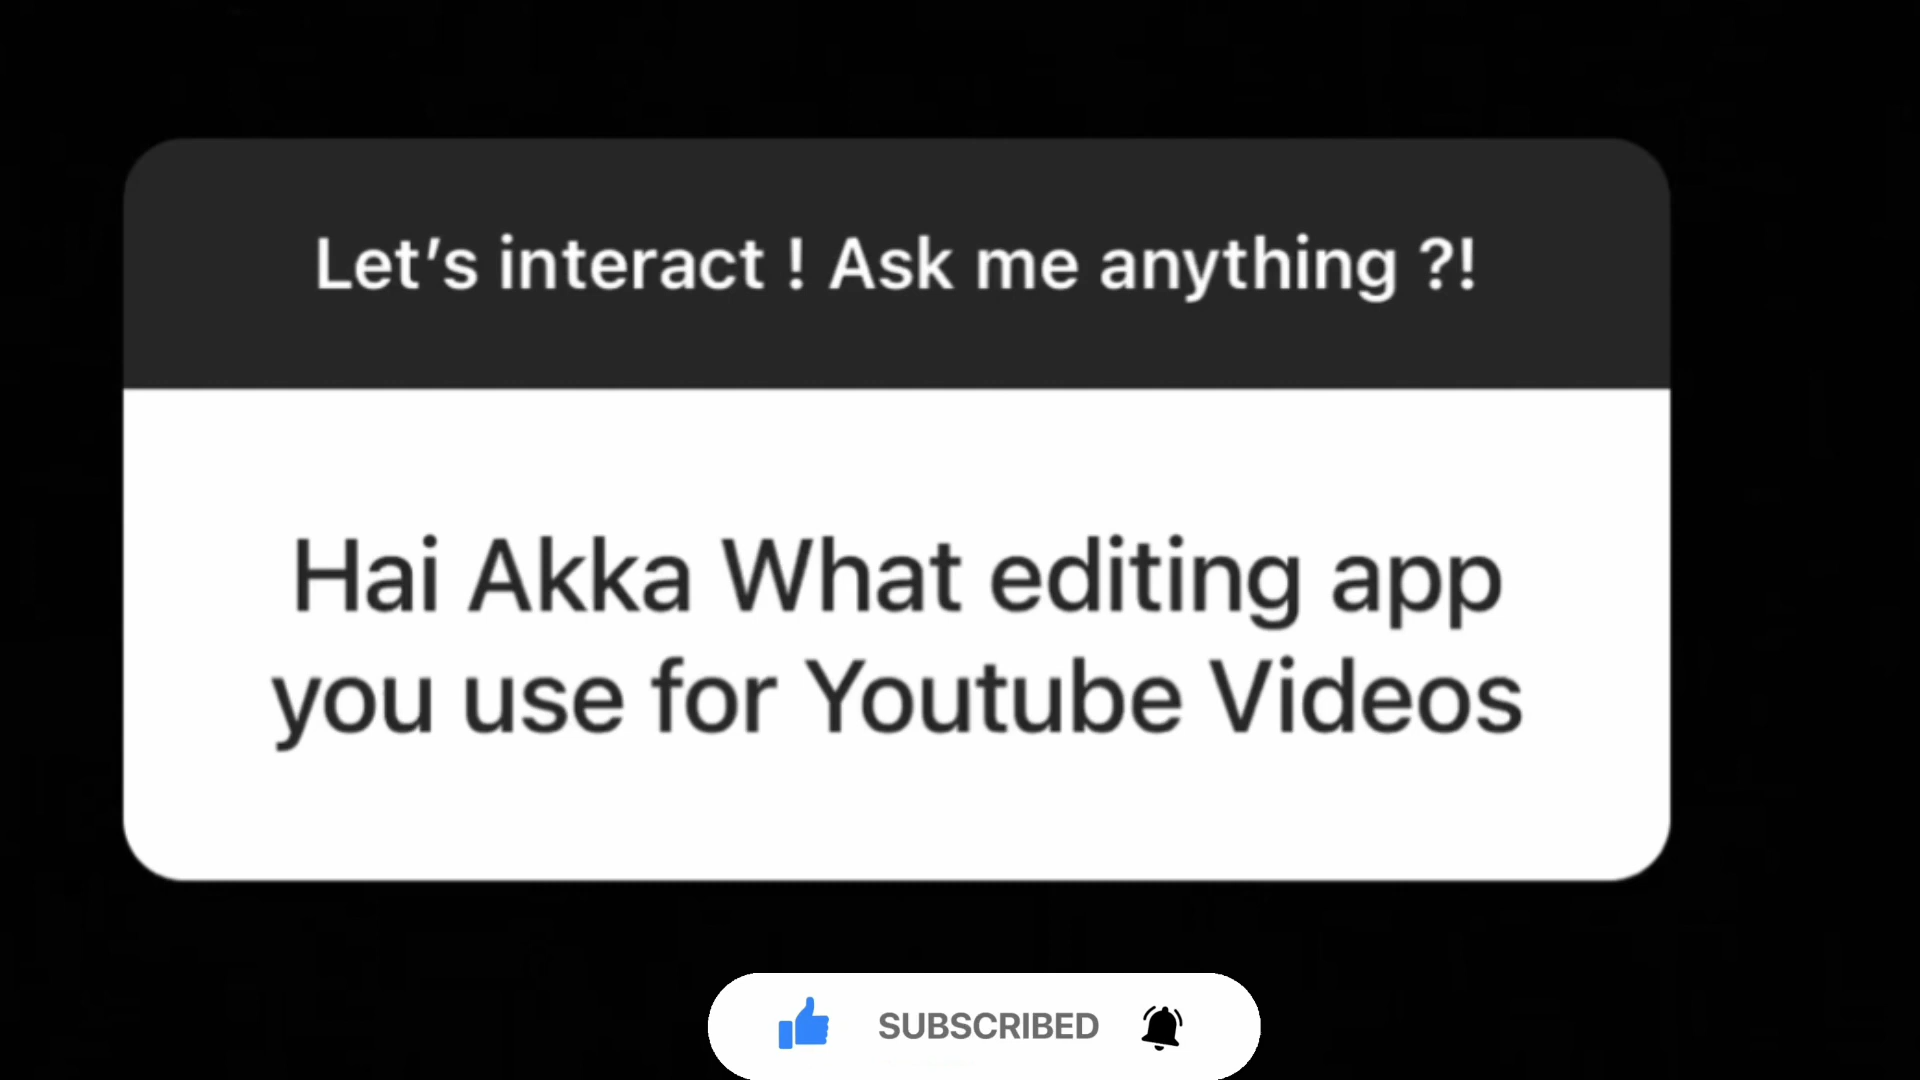 Let’s interact ! Ask me anything ?!
Hai Akka What editing app
you use for Youtube Videos
SUBSCRIBED